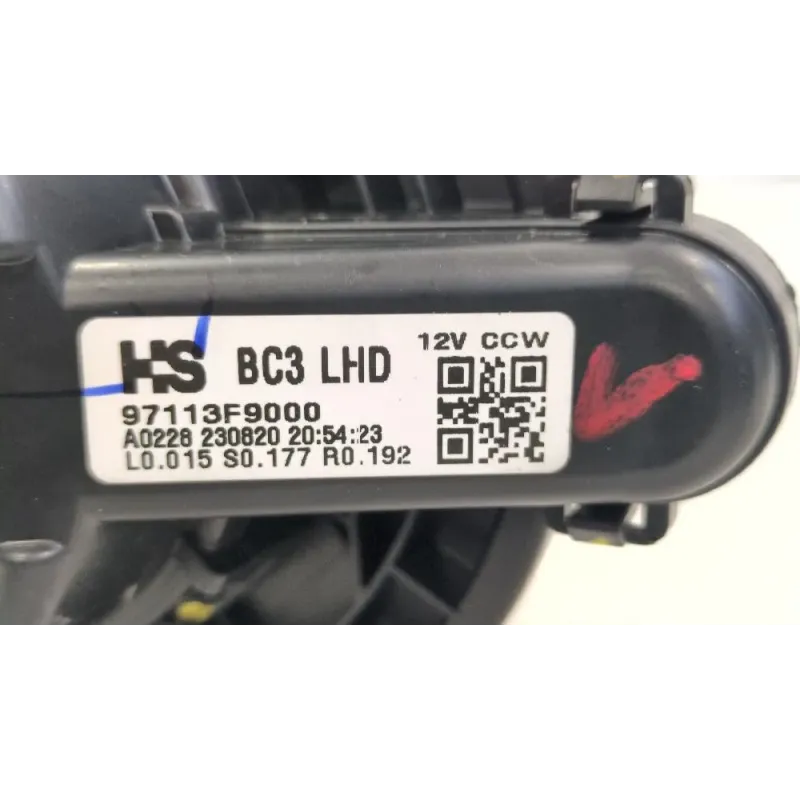 HS BC3 LHD 12V CCW
97113F9000
A0228 230820 20:54:23
L0.015 S0.177 R0.192